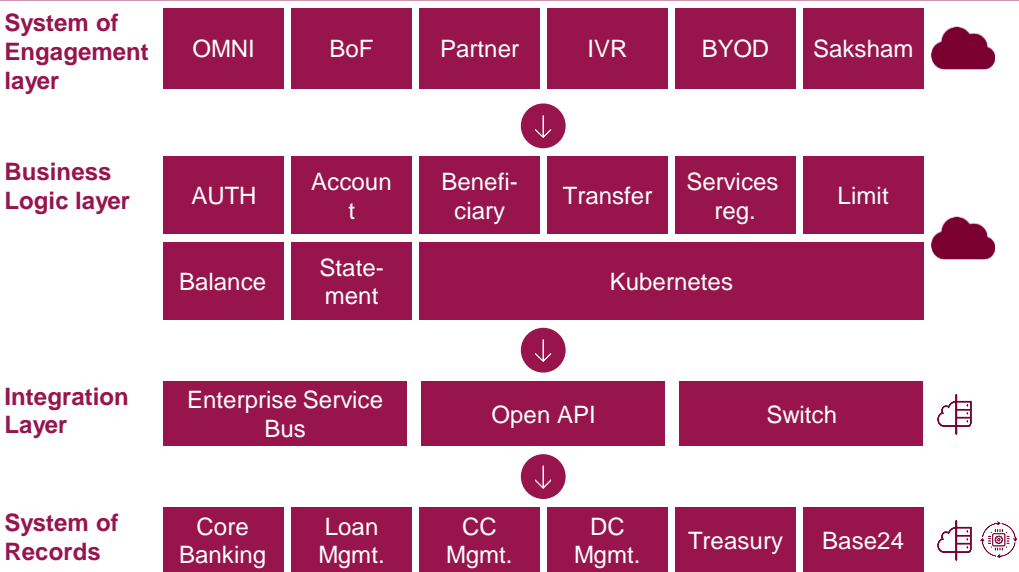 System of
Engagement
layer
OMNI
BoF
Partner
IVR
BYOD
Saksham
Business
Logic layer
AUTH
Accoun
t
Benefi-
ciary
Transfer
Services
reg.
Limit
Balance
State-
ment
Kubernetes
Integration
Layer
Enterprise Service
Bus
Open API
Switch
System of
Records
Core
Banking
Loan
Mgmt.
CC
Mgmt.
DC
Mgmt.
Treasury
Base24